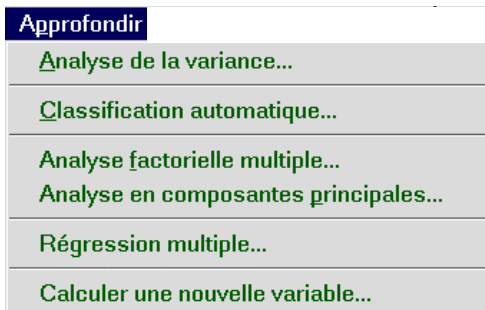 Approfondir
Analyse de la variance...
Classification automatique...
Analyse factorielle multiple...
Analyse en composantes principales...
Régression multiple...
Calculer une nouvelle variable...